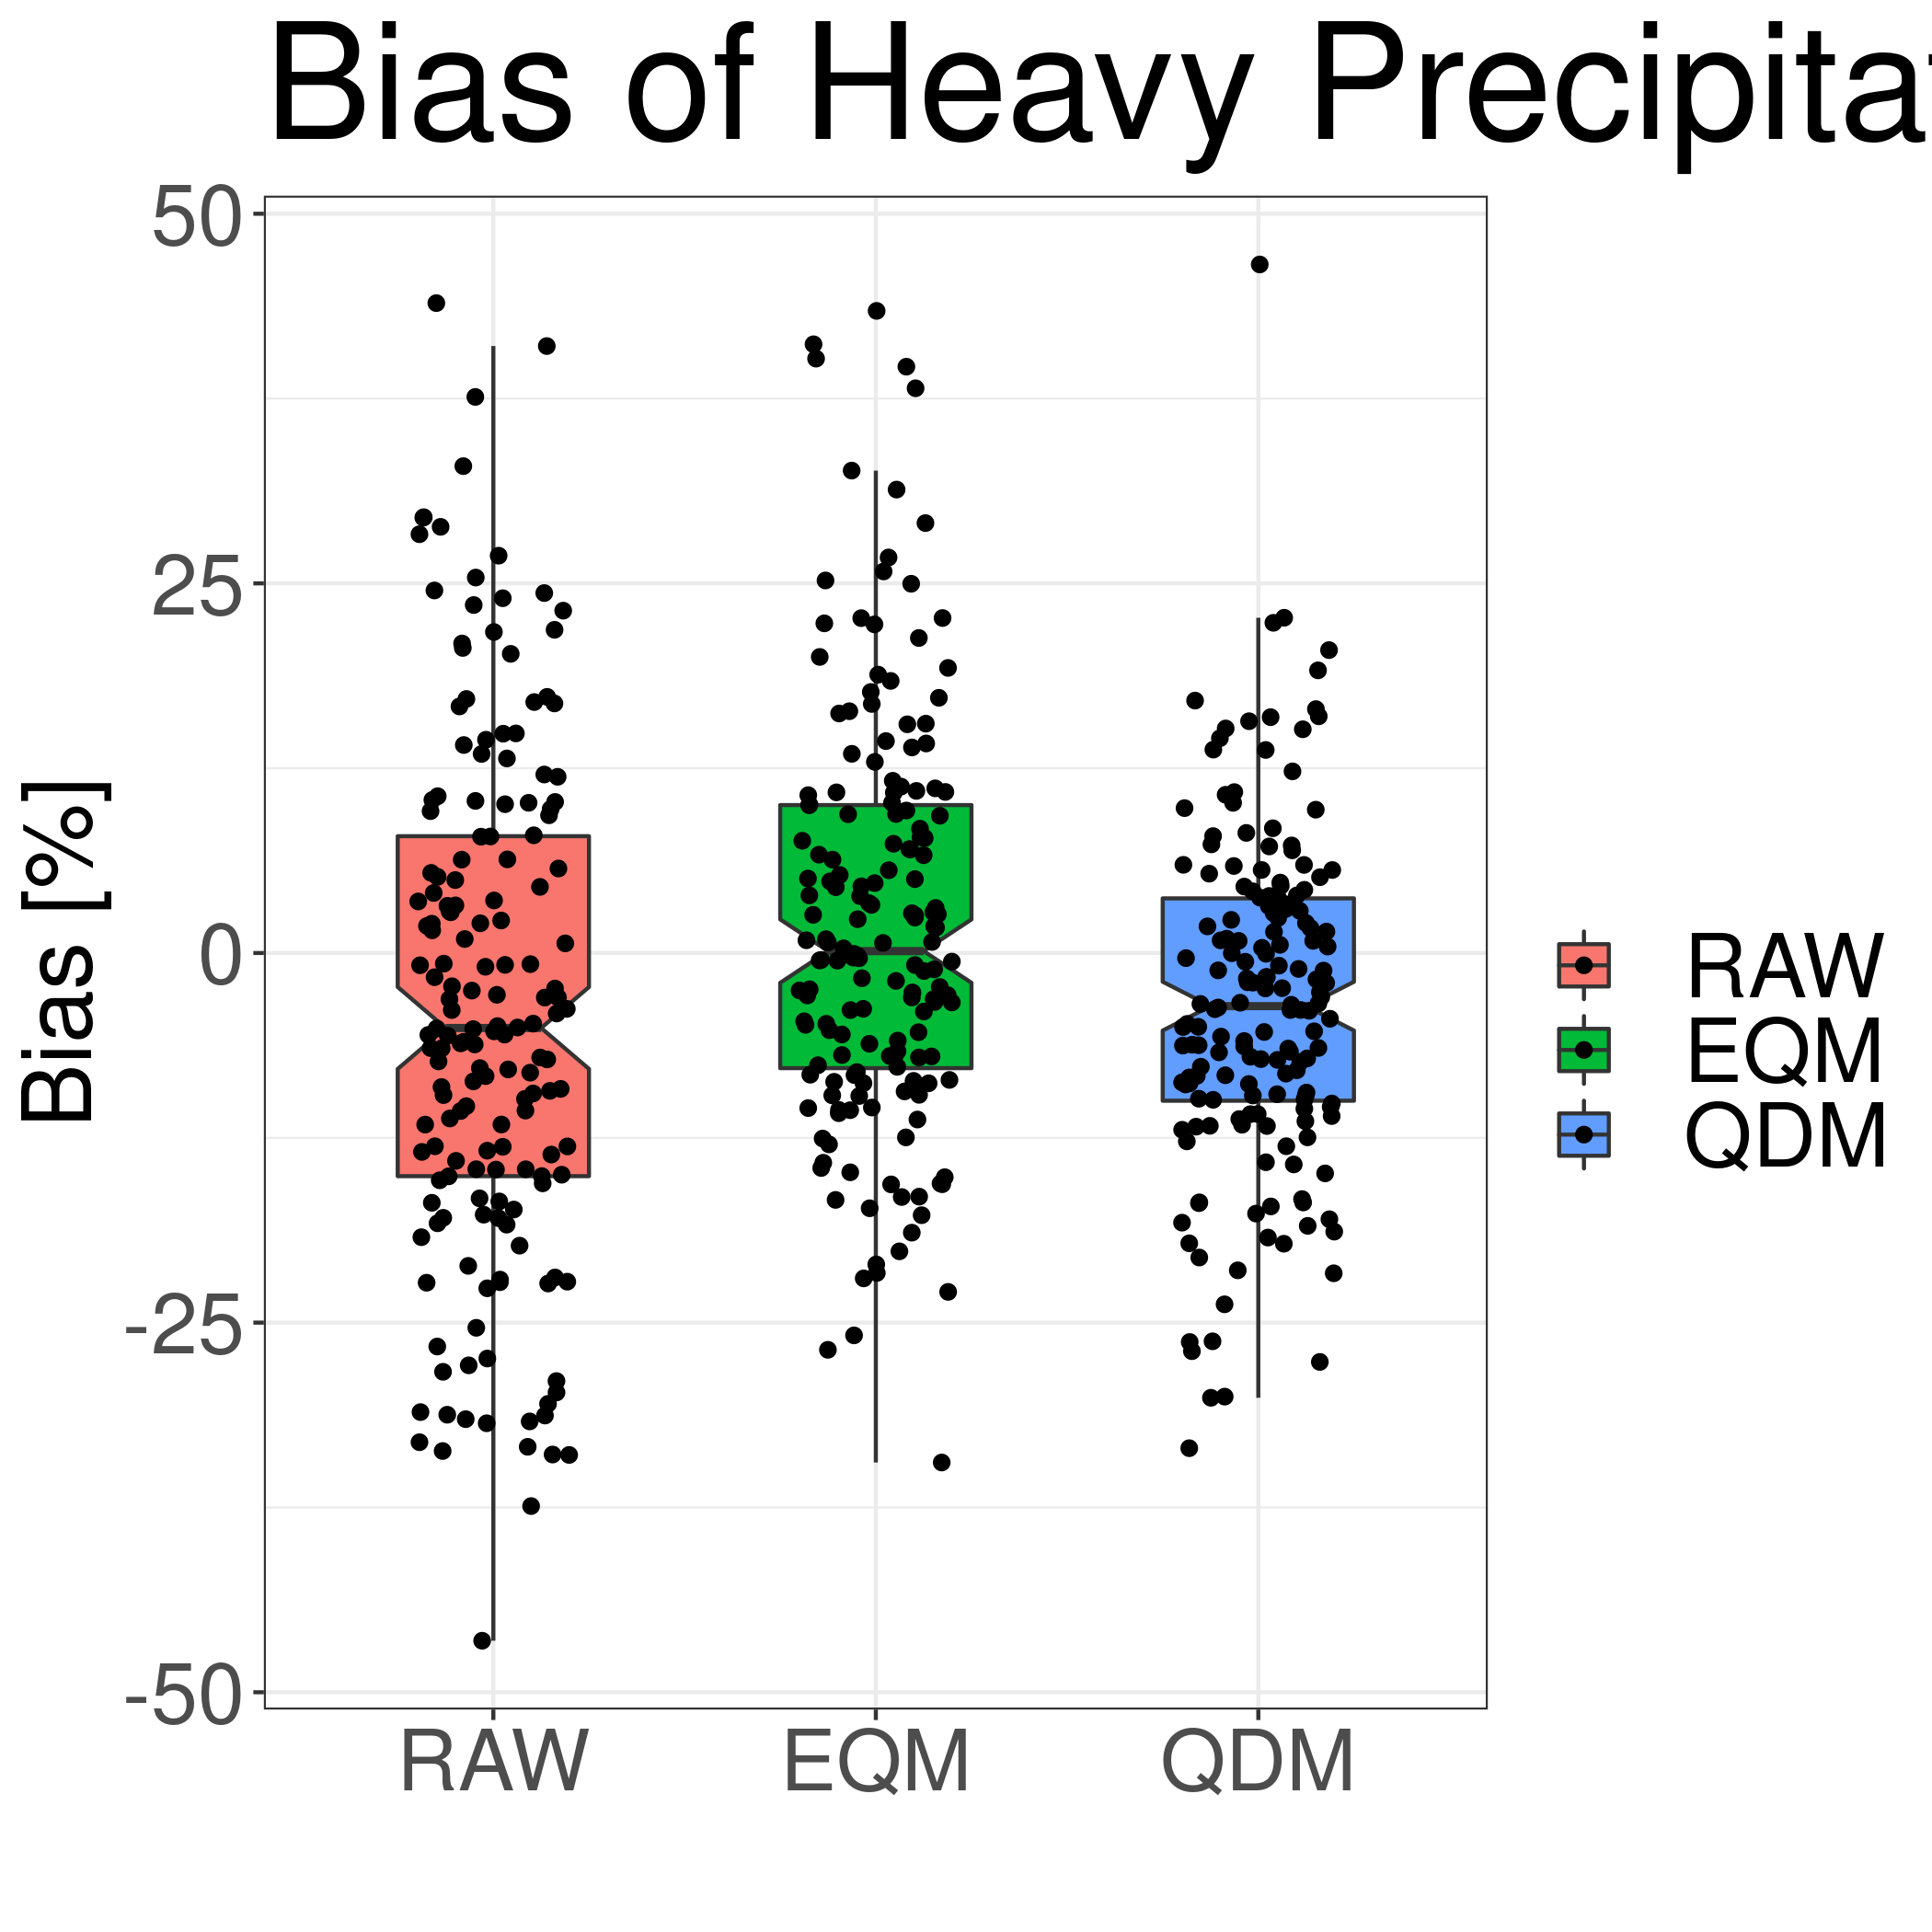 Bias of Heavy Precipita
50
25
0
-25
-50
Bias [%]
RAW
EQM
QDM
RAW
EQM
QDM